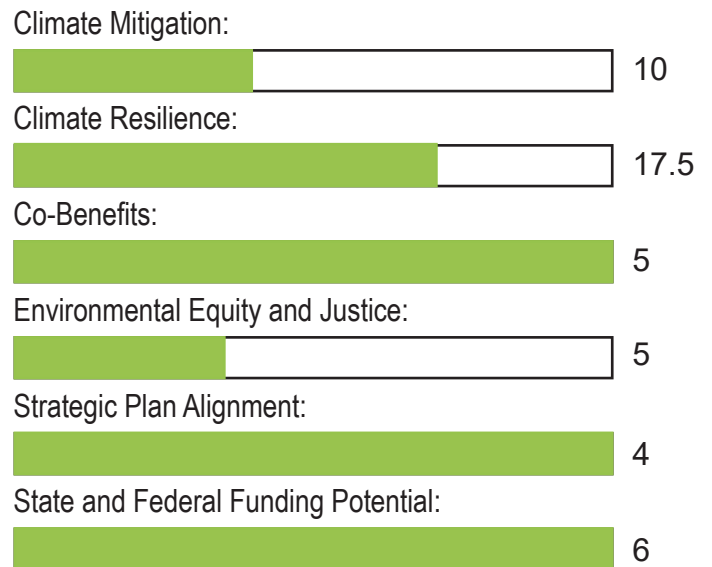 Climate Mitigation:
10
Climate Resilience:
17.5
Co-Benefits:
5
Environmental Equity and Justice:
5
Strategic Plan Alignment:
4
State and Federal Funding Potential:
6